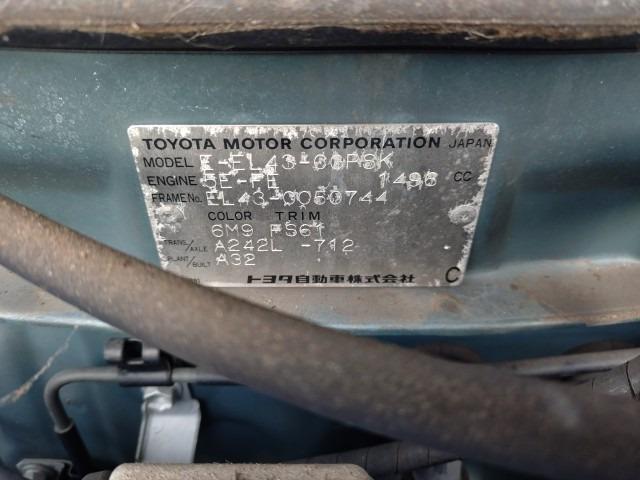 TOYOTA MOTOR CORPORATION JAPAN
MODEL E-EL43-
ENGINE 5E-FE 1496 CC
FRAME No. EL43-0050744
COLOR TRIM
6M9 FS61
TRANS./AXLE A242L -712
PLANT/BUILT A32
トヨタ自動車株式会社 C